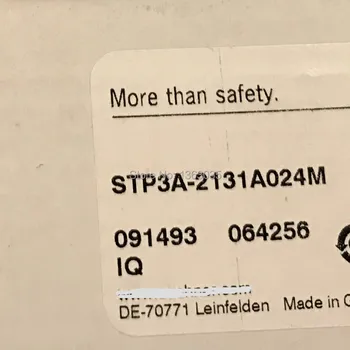 More than safety.
STP3A-2131A024M
091493 064256
IQ
DE-70771 Leinfelden Made in